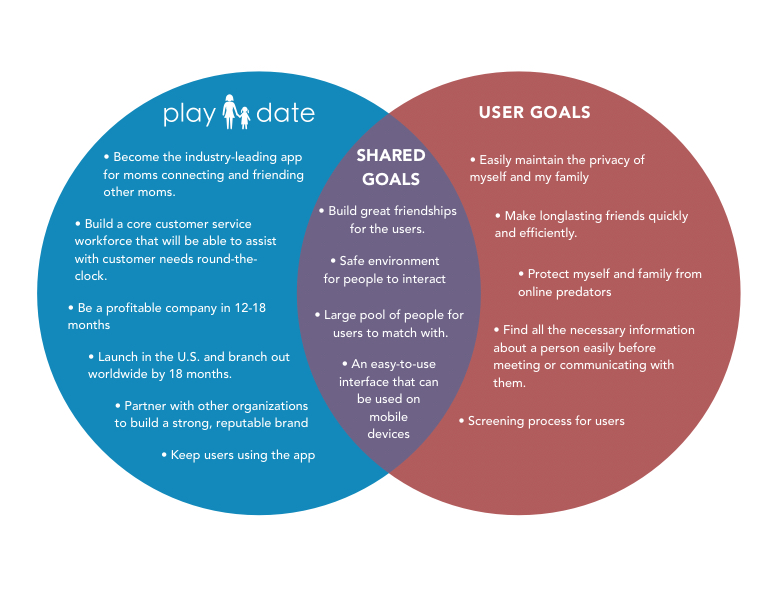 play date
• Become the industry-leading app
for moms connecting and friending
other moms.
• Build a core customer service
workforce that will be able to assist
with customer needs round-the-
clock.
• Be a profitable company in 12-18
months
• Launch in the U.S. and branch out
worldwide by 18 months.
• Partner with other organizations
to build a strong, reputable brand
• Keep users using the app
SHARED
GOALS
• Build great friendships
for the users.
• Safe environment
for people to interact
• Large pool of people for
users to match with.
• An easy-to-use
interface that can
be used on
mobile
devices
USER GOALS
• Easily maintain the privacy of
myself and my family
• Make longlasting friends quickly
and efficiently.
• Protect myself and family from
online predators
• Find all the necessary information
about a person easily before
meeting or communicating with
them.
• Screening process for users